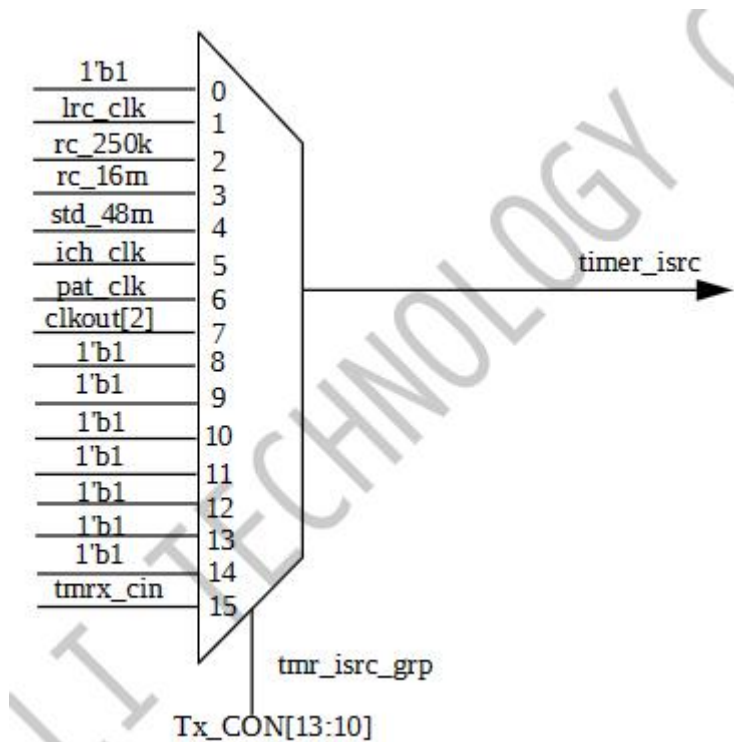 1'b1
0
lrc_clk
1
rc_250k
2
rc_16m
3
std_48m
4
ich_clk
5
pat_clk
6
clkout[2]
7
1'b1
8
1'b1
9
1'b1
10
1'b1
11
1'b1
12
1'b1
13
1'b1
14
tmrx_cin
15
timer_isrc
tmr_isrc_grp
Tx_CON[13:10]
LI TECHNOLOGY C